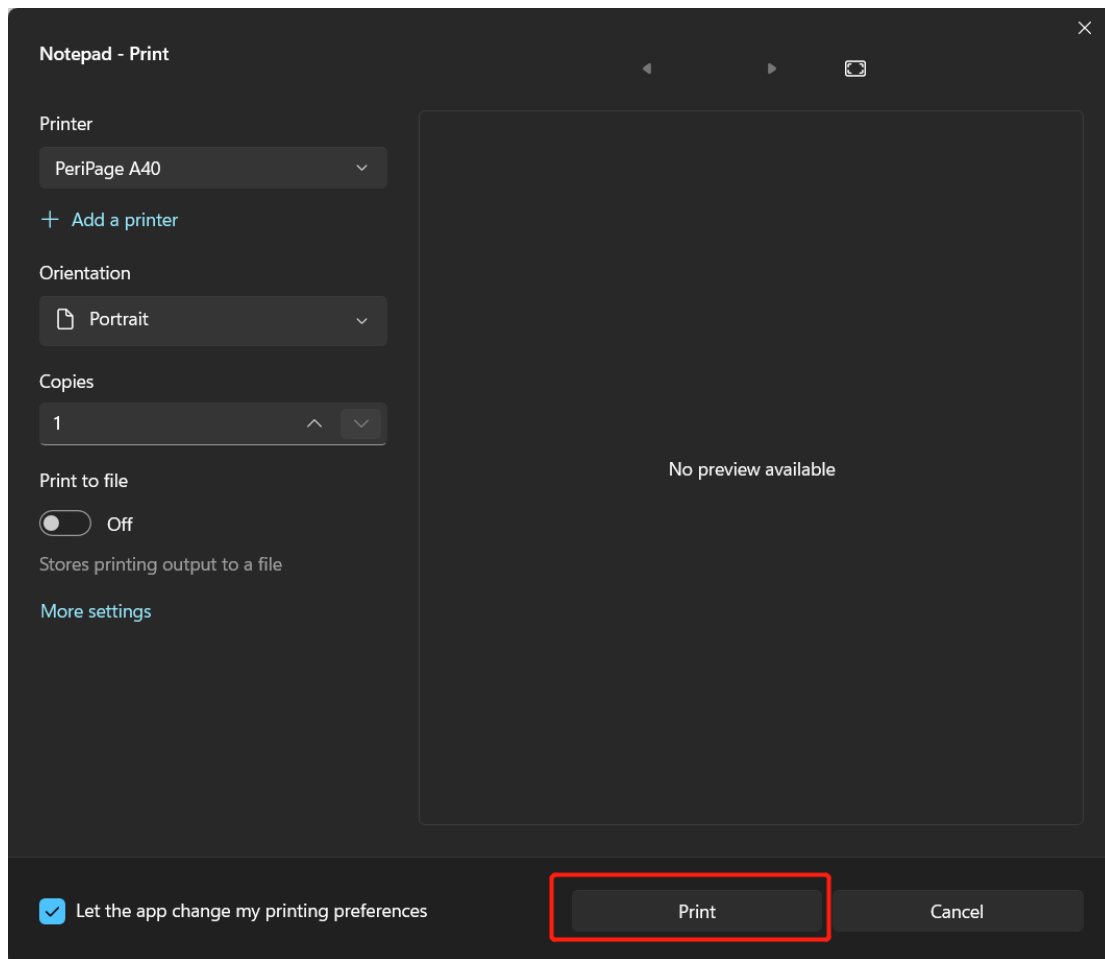 Notepad - Print
Printer
PeriPage A40
Add a printer
Orientation
Portrait
Copies
1
Print to file
Off
Stores printing output to a file
More settings
No preview available
Let the app change my printing preferences
Print
Cancel